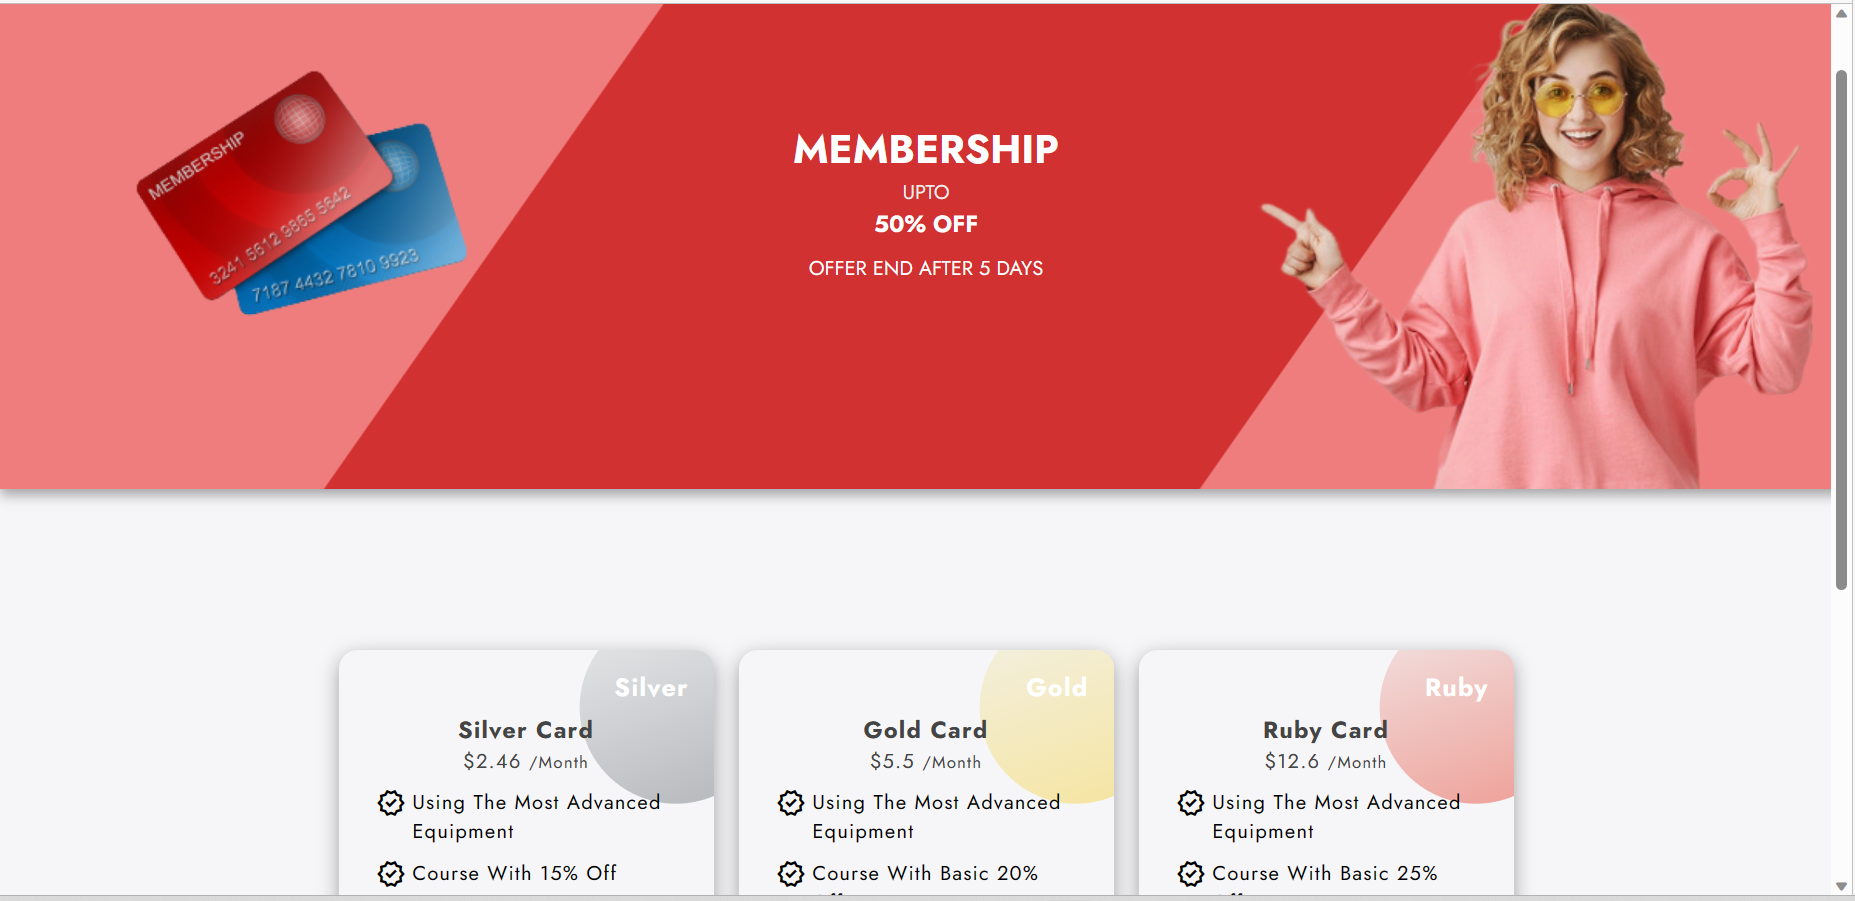 MEMBERSHIP
3241 5612 9865 5642
7187 4432 7810 9923
MEMBERSHIP
UPTO
50% OFF
OFFER END AFTER 5 DAYS
Silver
Silver Card
$2.46 /Month
Using The Most Advanced
Equipment
Course With 15% Off
Gold
Gold Card
$5.5 /Month
Using The Most Advanced
Equipment
Course With Basic 20%
Ruby
Ruby Card
$12.6 /Month
Using The Most Advanced
Equipment
Course With Basic 25%